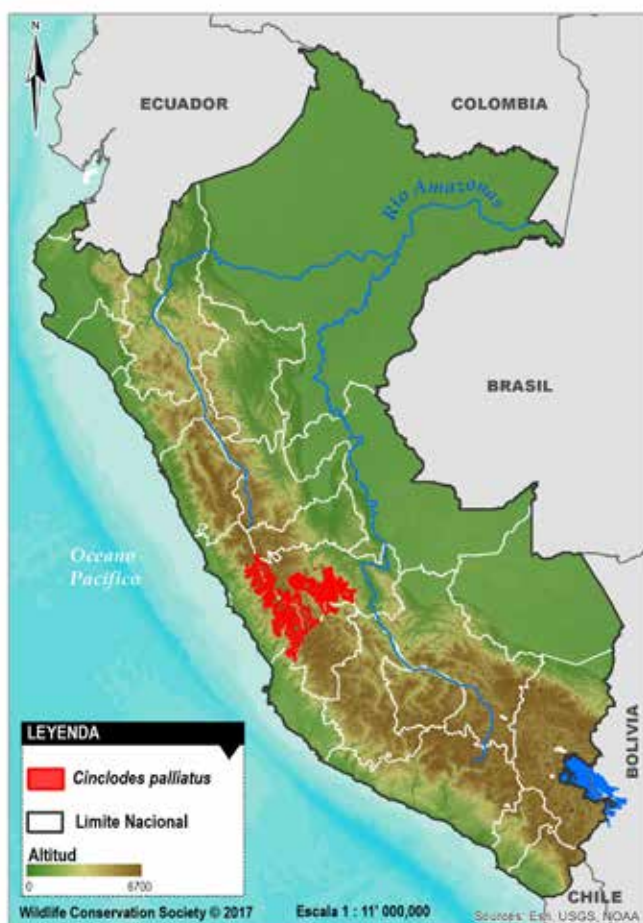 N
ECUADOR
COLOMBIA
Río Amazonas
BRASIL
Oceano
Pacífico
BOLIVIA
LEYENDA
Cinclodes palliatus
Limite Nacional
Altitud
0
6700
CHILE
Wildlife Conservation Society © 2017
Escala 1 : 11' 000,000
Sources: Esri, USGS, NOAA